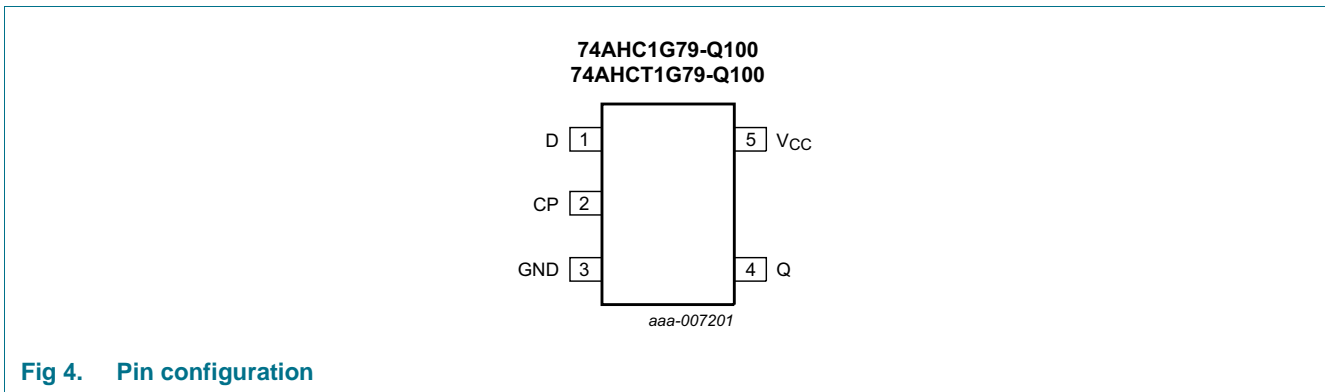 74AHC1G79-Q100
74AHCT1G79-Q100
D 1
5 VCC
CP 2
GND 3
4 Q
aaa-007201
Fig 4. Pin configuration